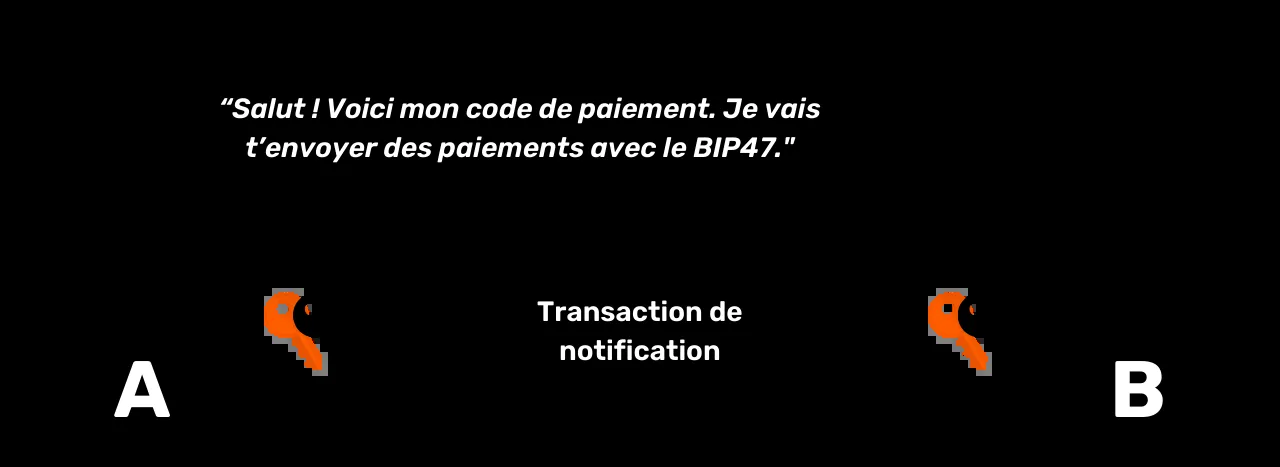 “Salut ! Voici mon code de paiement. Je vais
t’envoyer des paiements avec le BIP47."
Transaction de
notification
A
B